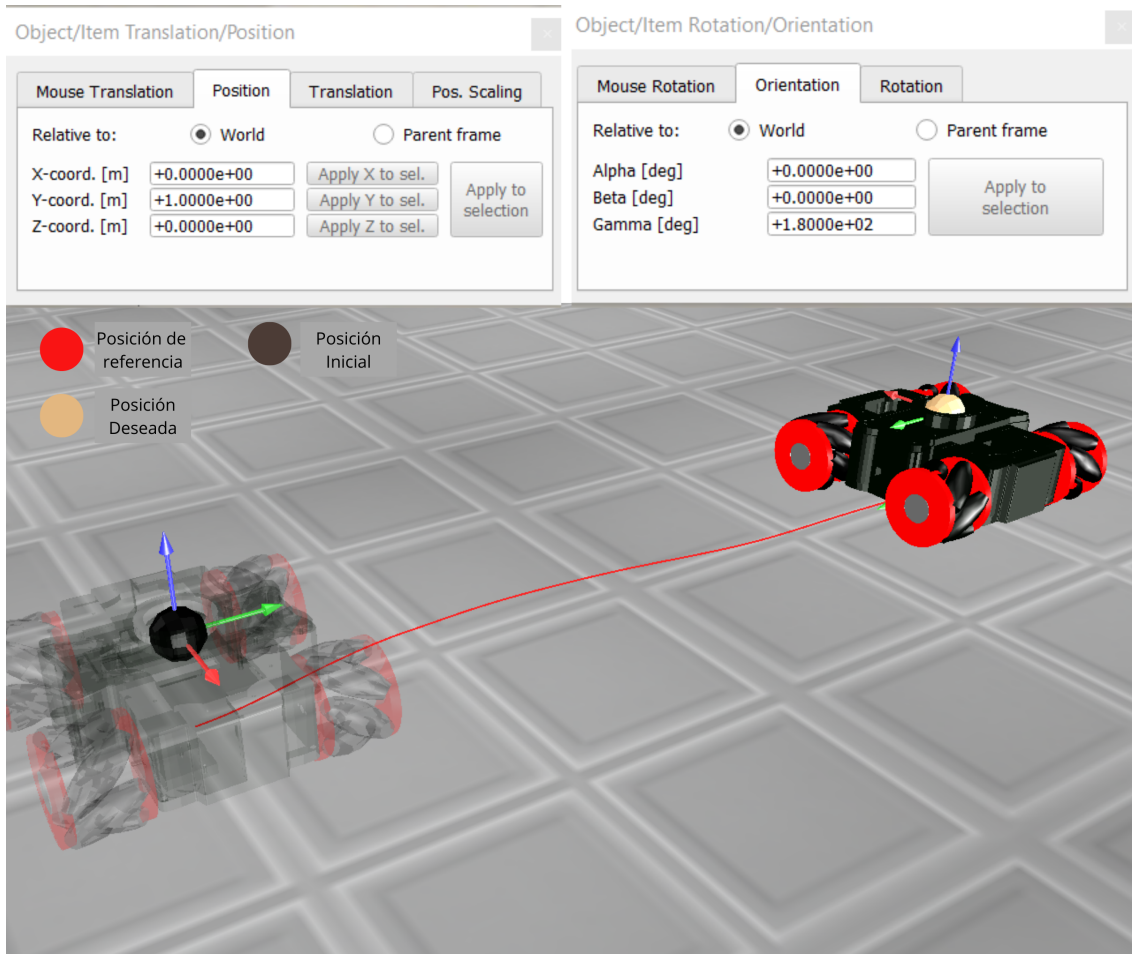 Object/Item Translation/Position
Mouse Translation Position Translation Pos. Scaling
Relative to: World Parent frame
X-coord. [m] +0.0000e+00 Apply X to sel.
Y-coord. [m] +1.0000e+00 Apply Y to sel.
Z-coord. [m] +0.0000e+00 Apply Z to sel.
Apply to
selection
Object/Item Rotation/Orientation
Mouse Rotation Orientation Rotation
Relative to: World Parent frame
Alpha [deg] +0.0000e+00
Beta [deg] +0.0000e+00
Gamma [deg] +1.8000e+02
Apply to
selection
Posición de
referencia
Posición
Inicial
Posición
Deseada